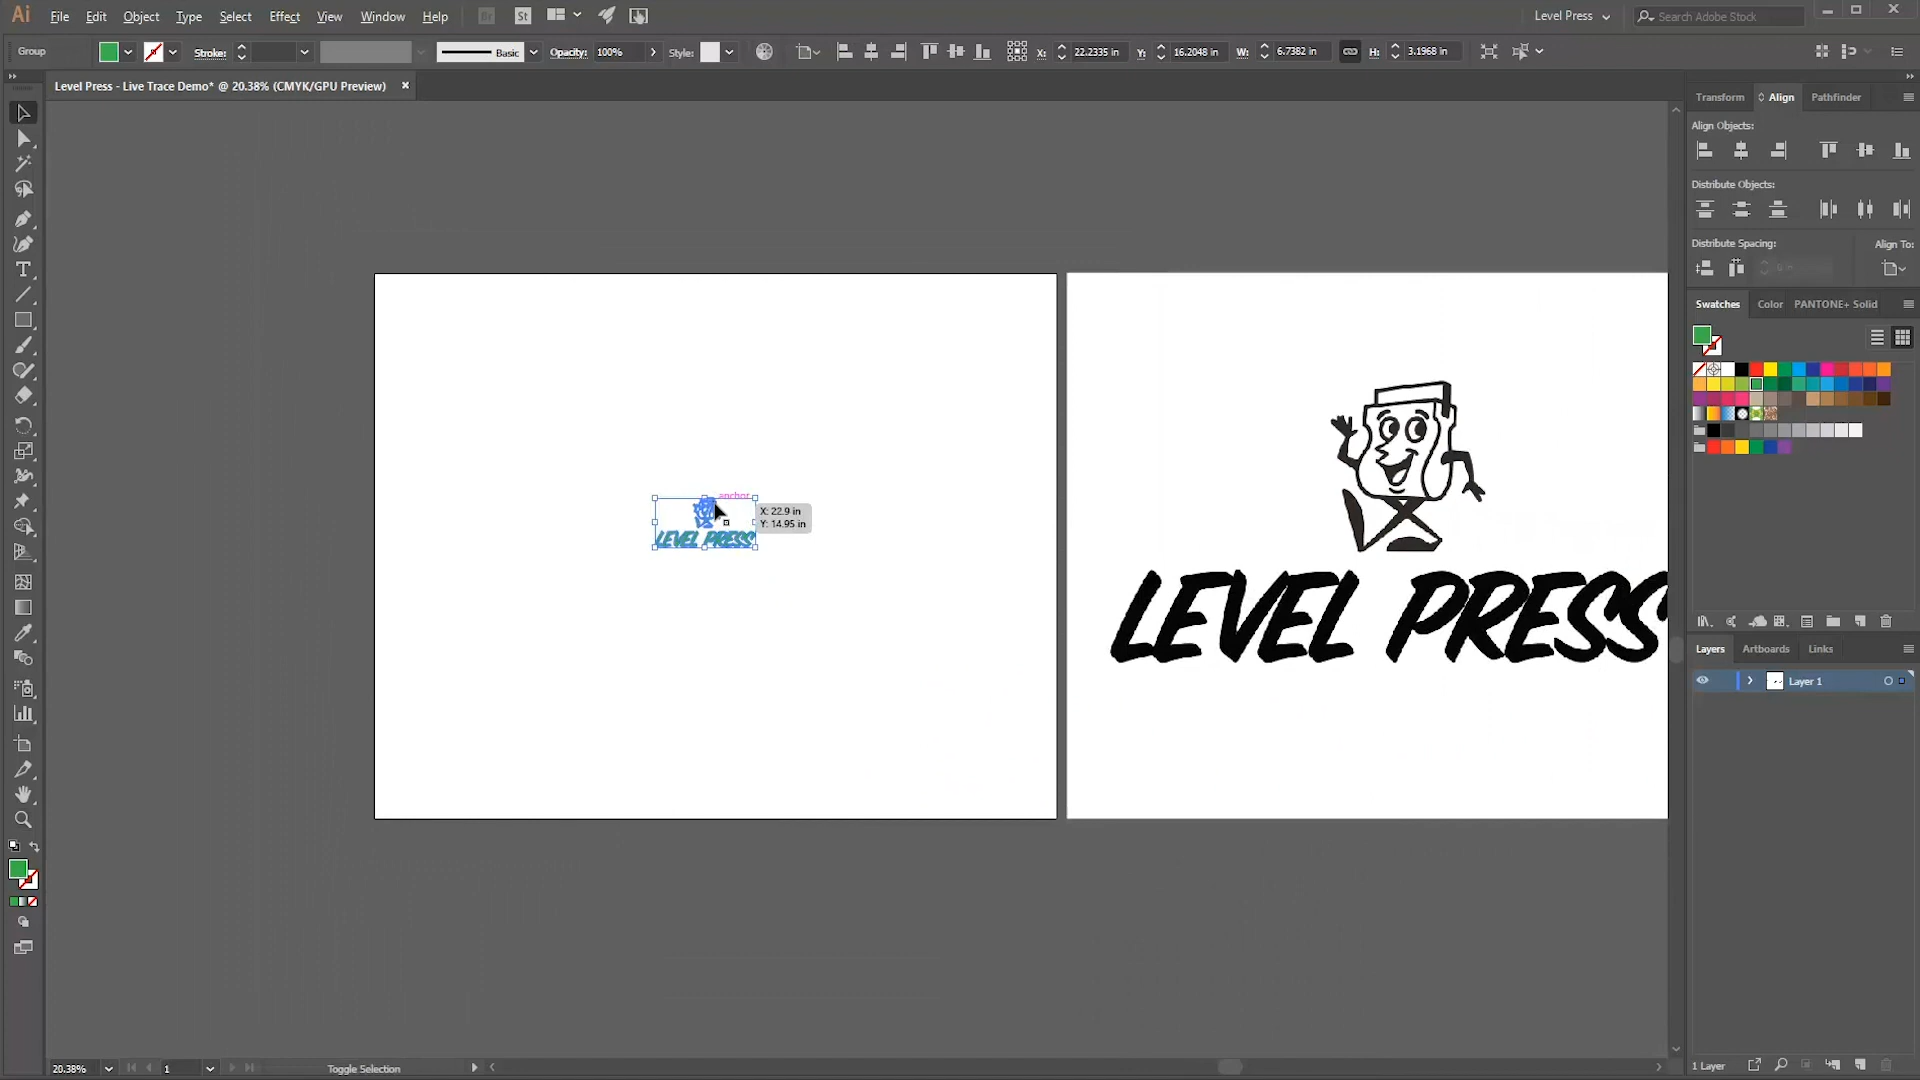 Ai File Edit Object Type Select Effect View Window Help Br St Level Press Search Adobe Stock
Group Stroke: Basic Opacity: 100% Style: X: 22.2335 in Y: 16.2048 in W: 6.7382 in H: 3.1968 in
Level Press - Live Trace Demo* @ 20.38% (CMYK/GPU Preview)
Transform Align Pathfinder
Align Objects:
Distribute Objects:
Distribute Spacing: Align To:
0 in
Swatches Color PANTONE+ Solid
anchor
X: 22.9 in
Y: 14.95 in
LEVEL PRESS
LEVEL PRESS
Layers Artboards Links
Layer 1
20.38% 1 Toggle Selection 1 Layer